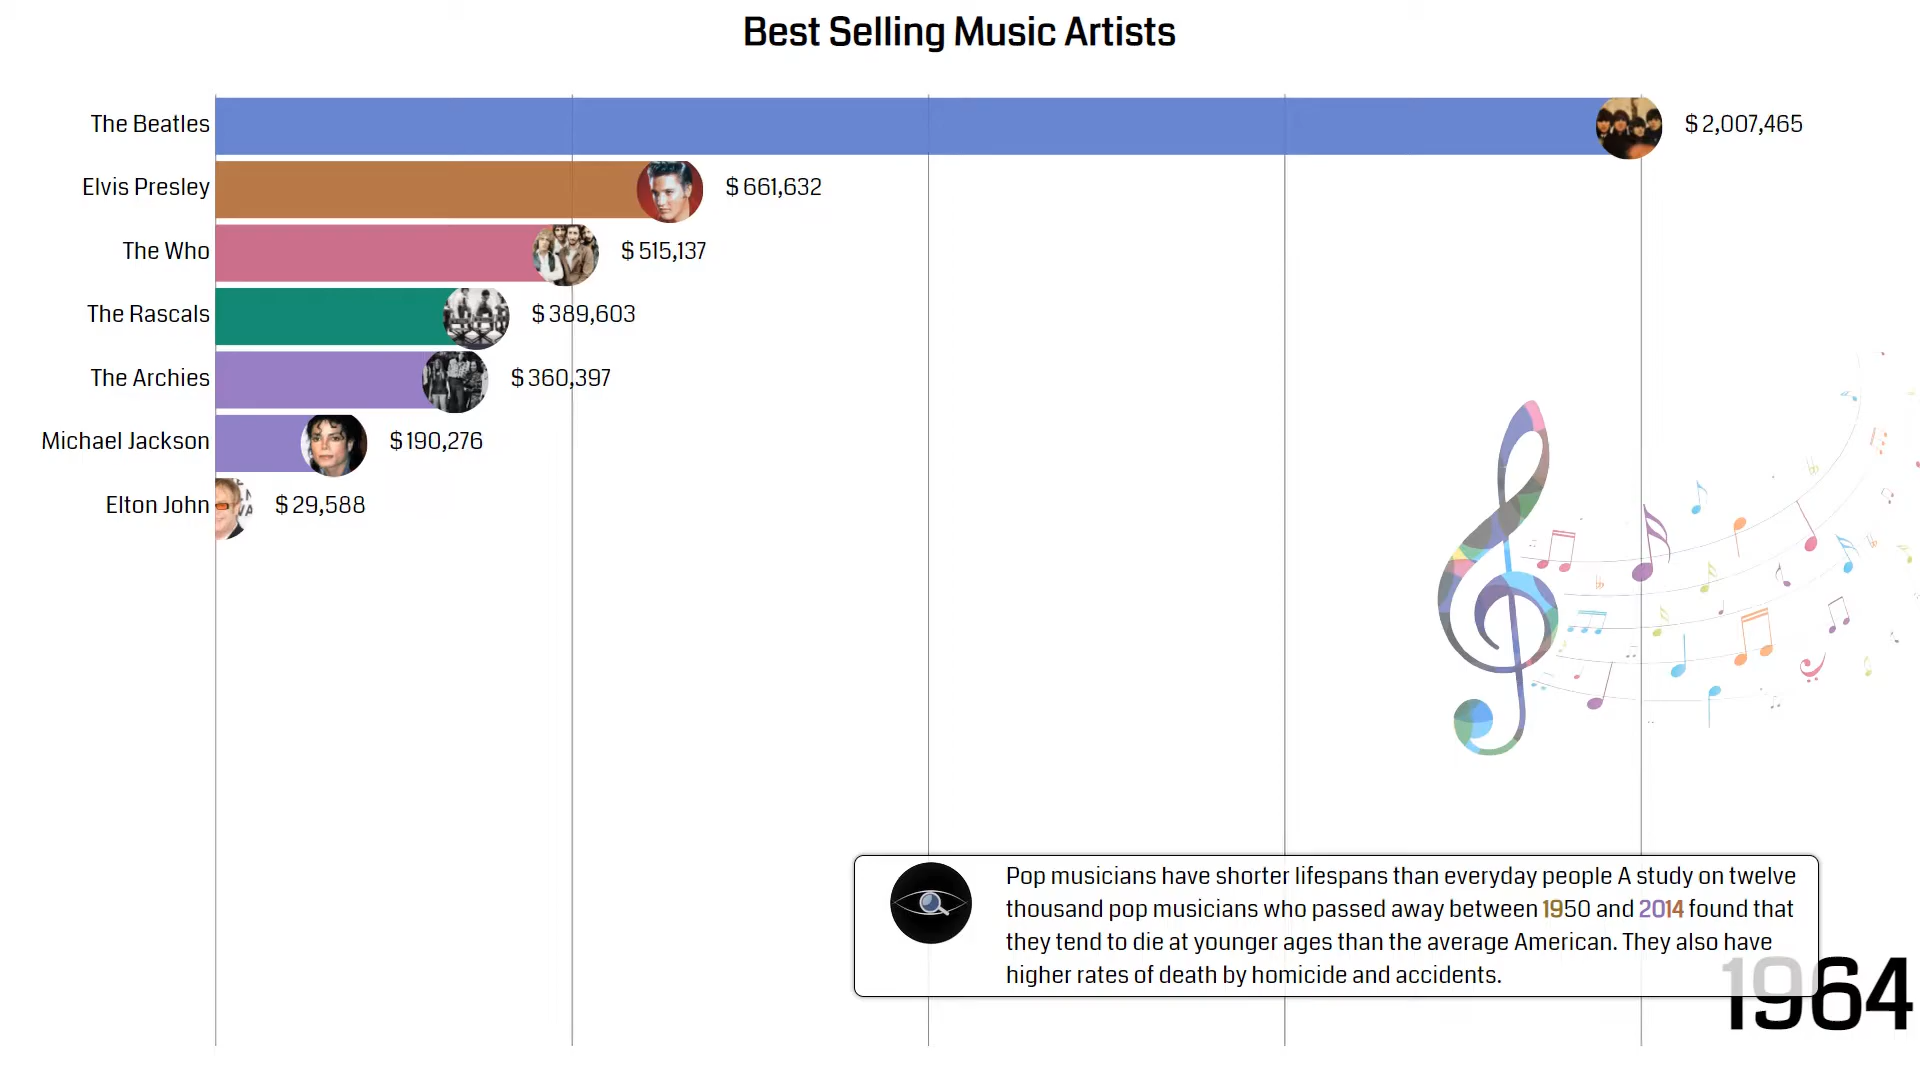 Best Selling Music Artists
The Beatles $ 2,007,465
Elvis Presley $ 661,632
The Who $ 515,137
The Rascals $ 389,603
The Archies $ 360,397
Michael Jackson $ 190,276
Elton John $ 29,588
Pop musicians have shorter lifespans than everyday people A study on twelve
thousand pop musicians who passed away between 1950 and 2014 found that
they tend to die at younger ages than the average American. They also have
higher rates of death by homicide and accidents.
1964